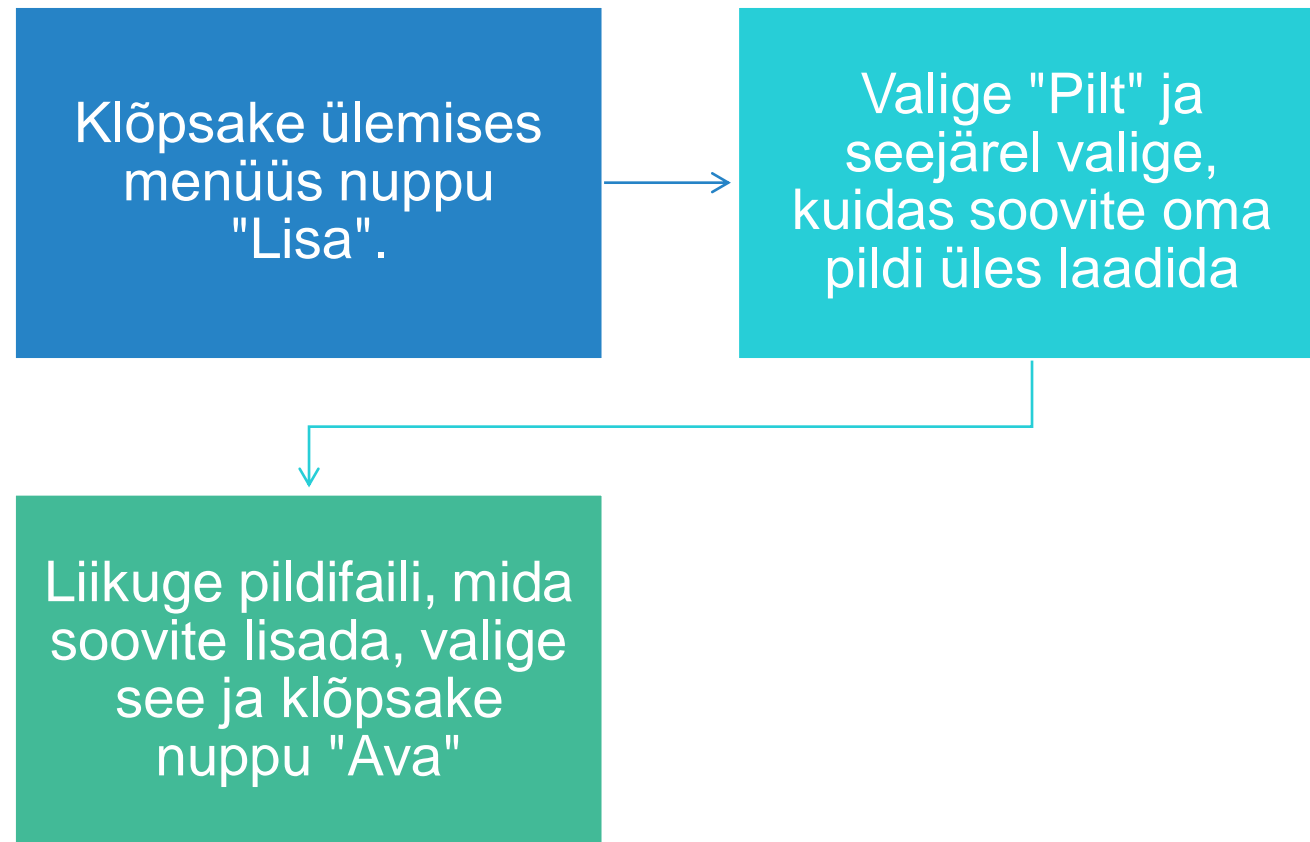 Klõpsake ülemises
menüüs nuppu
"Lisa".
Valige "Pilt" ja
seejärel valige,
kuidas soovite oma
pildi üles laadida
Liikuge pildifaili, mida
soovite lisada, valige
see ja klõpsake
nuppu "Ava"